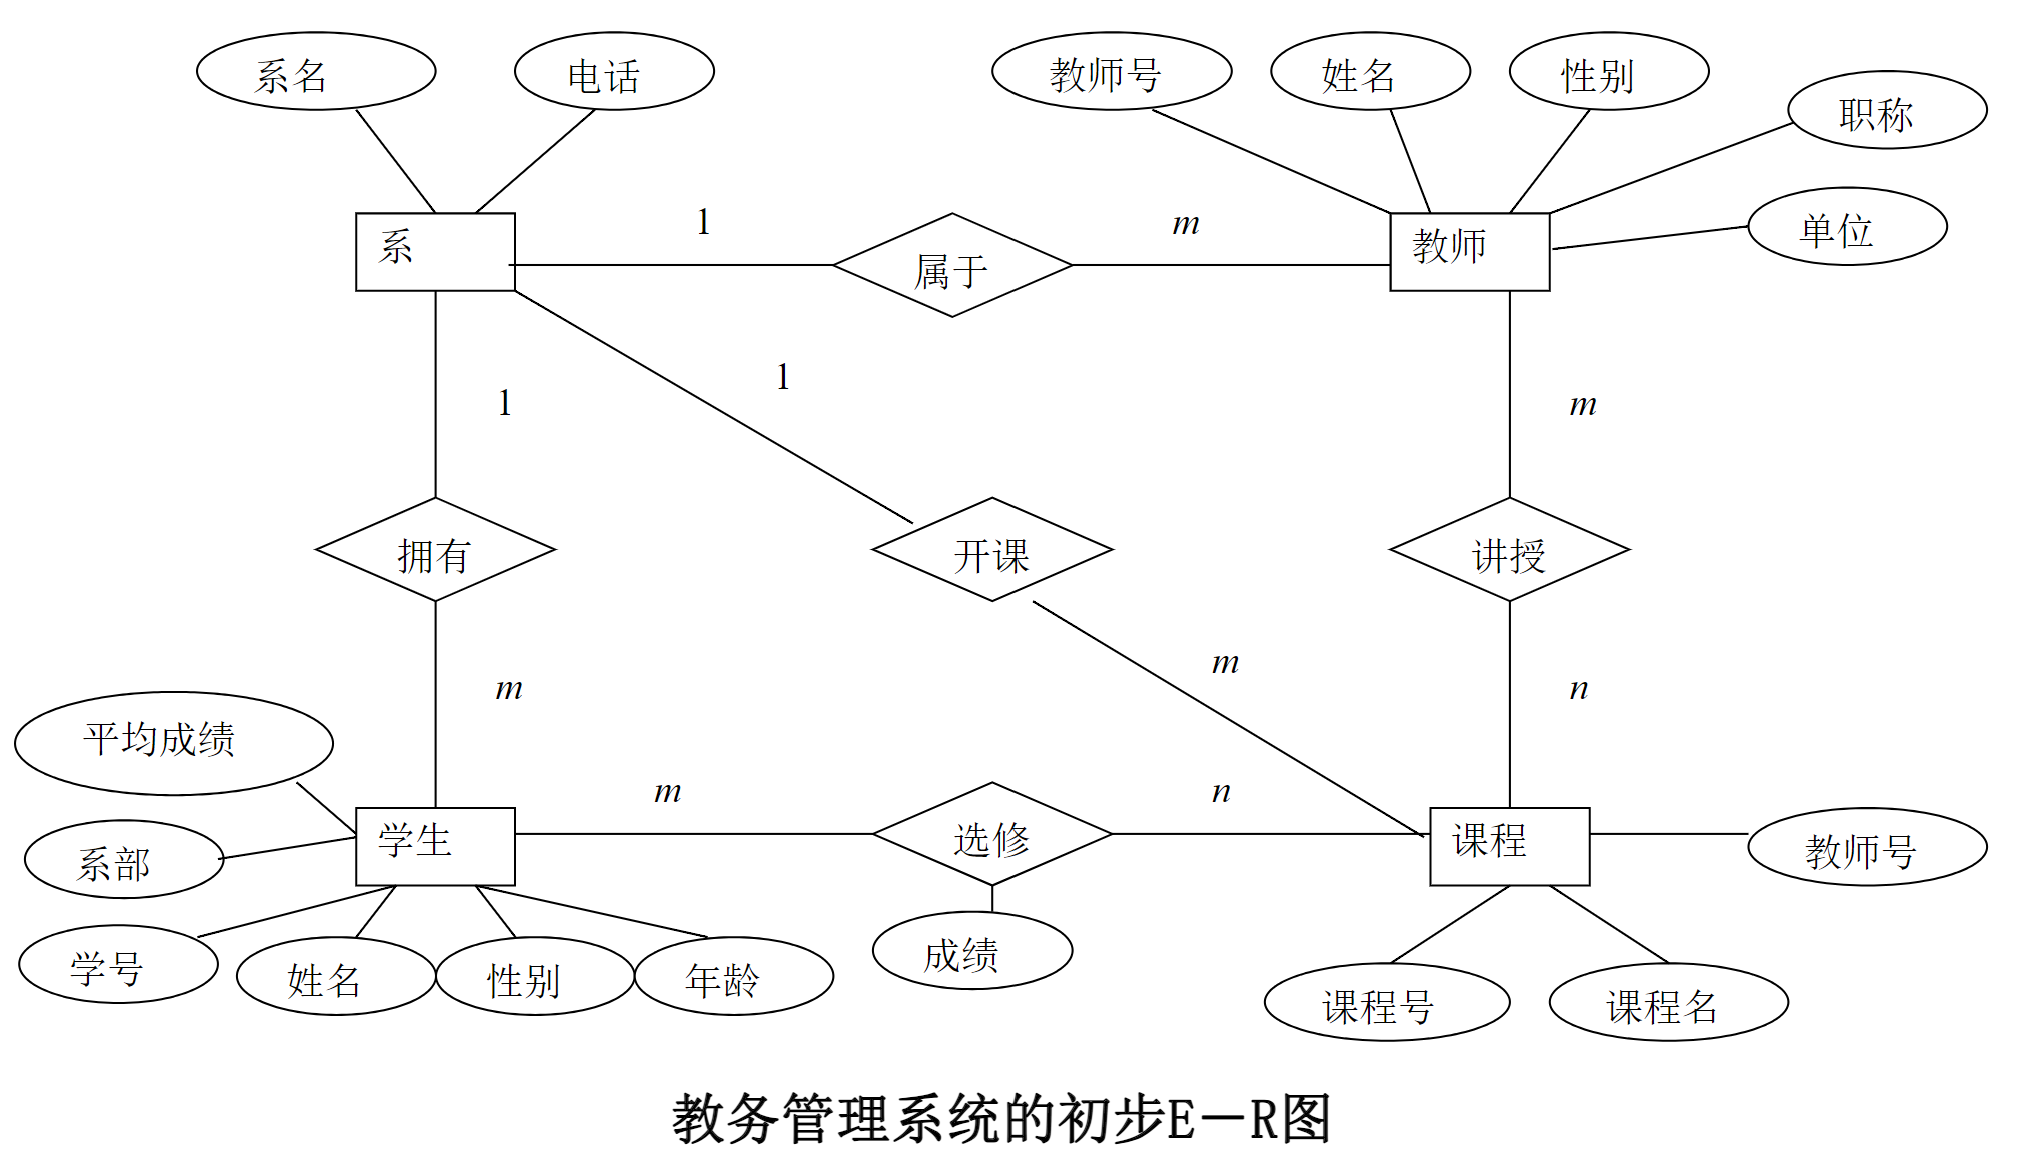 系名
电话
教师号
姓名
性别
职称
单位
系
1
属于
m
教师
1
1
m
拥有
开课
讲授
m
m
n
平均成绩
系部
学号
姓名
性别
年龄
学生
m
选修
n
成绩
课程
教师号
课程号
课程名
教务管理系统的初步E－R图